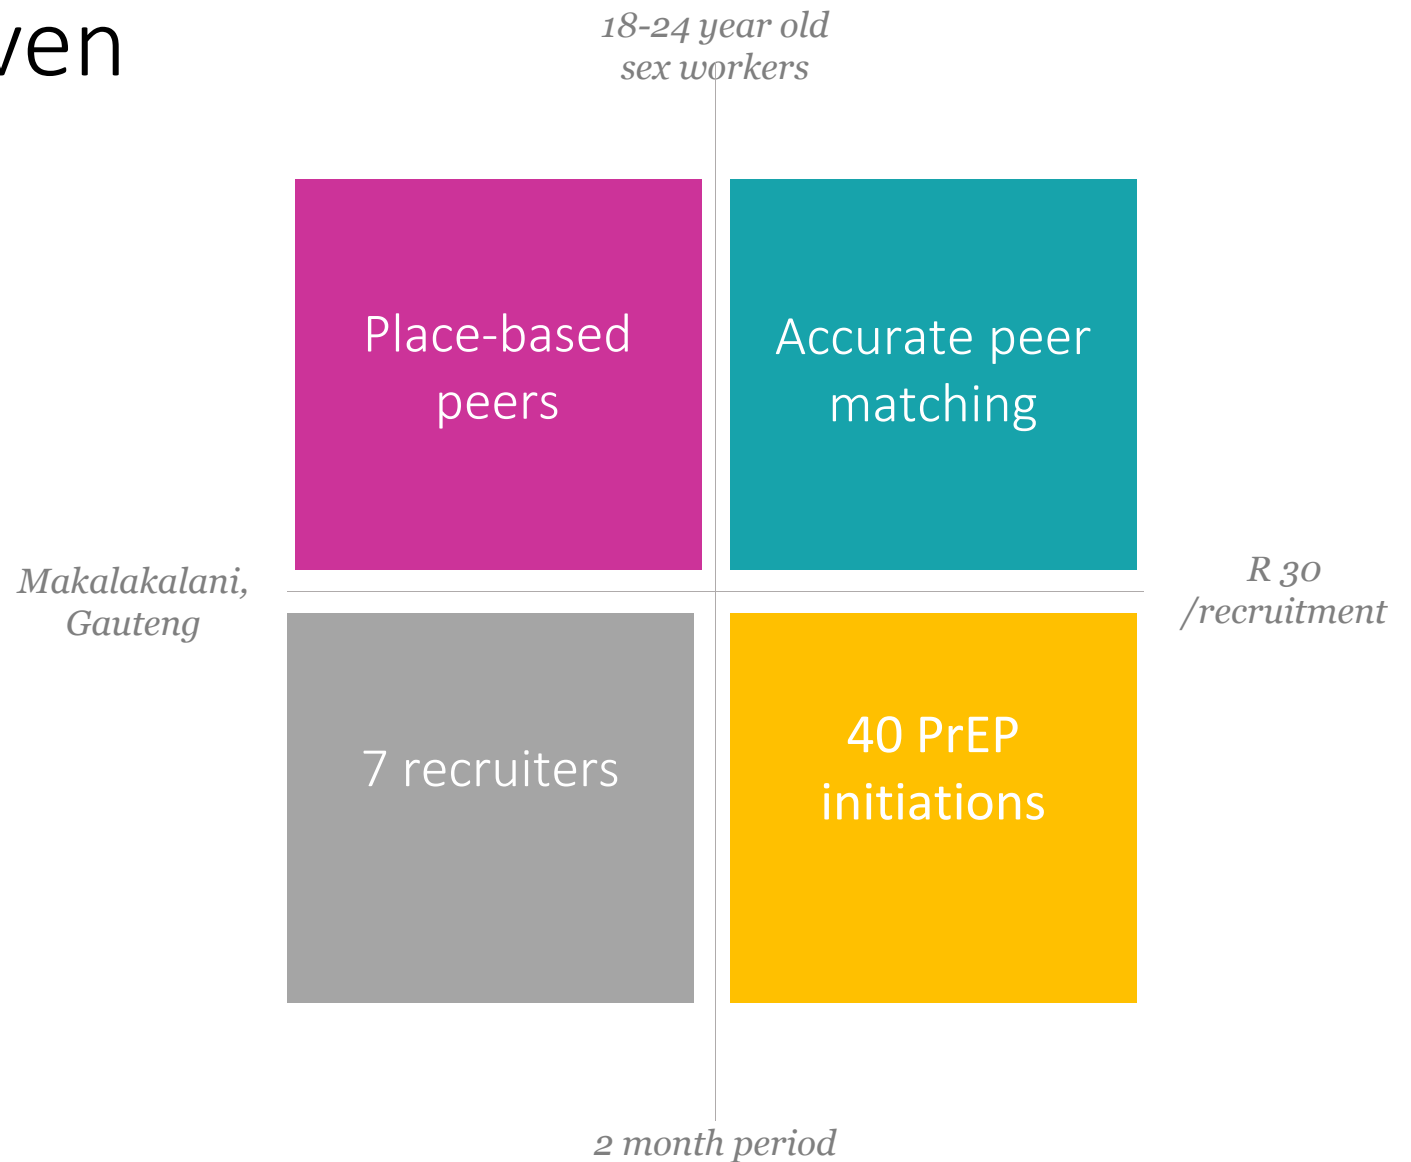 ven
18-24 year old
sex workers
Place-based
peers
Accurate peer
matching
Makalakalani,
Gauteng
R 30
/recruitment
7 recruiters
40 PrEP
initiations
2 month period